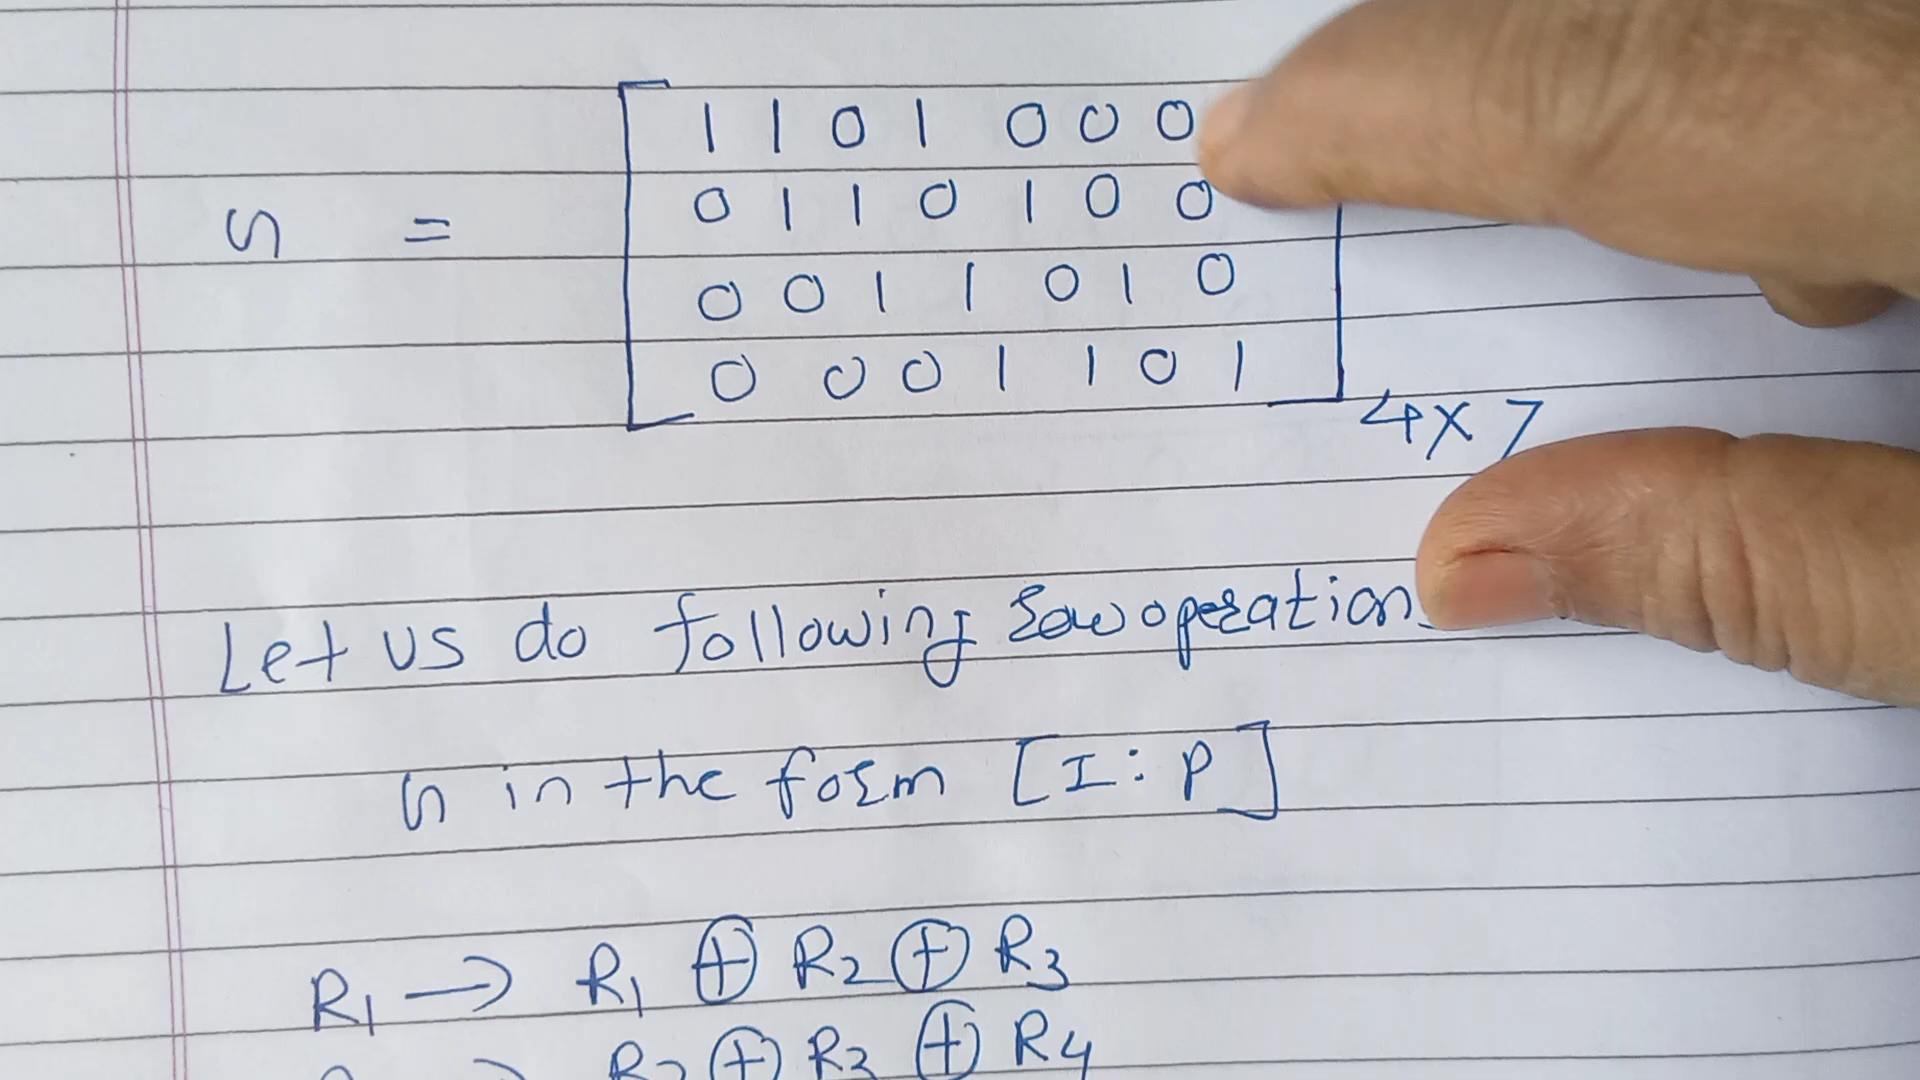 1 1 0 1 0 0 0
0 1 1 0 1 0 0
G =
0 0 1 1 0 1 0
0 0 0 1 1 0 1
4x7
Let us do following row operation
G in the form [I:P]
R1 → R1 ⊕ R2 ⊕ R3
R2 ⊕ R3 ⊕ R4